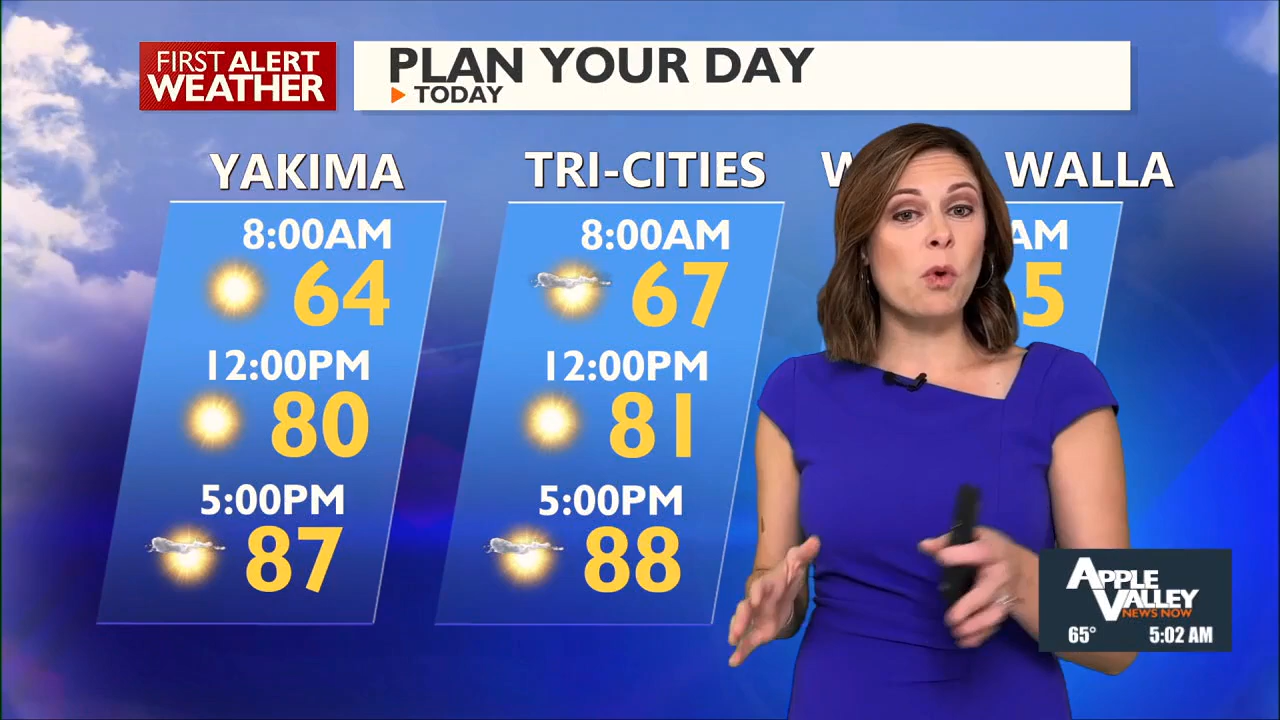 FIRST ALERT
WEATHER
PLAN YOUR DAY
TODAY
YAKIMA
8:00AM
64
12:00PM
80
5:00PM
87
TRI-CITIES
8:00AM
67
12:00PM
81
5:00PM
88
WALLA
AM
5
APPLE
VALLEY
NEWS NOW
65° 5:02 AM